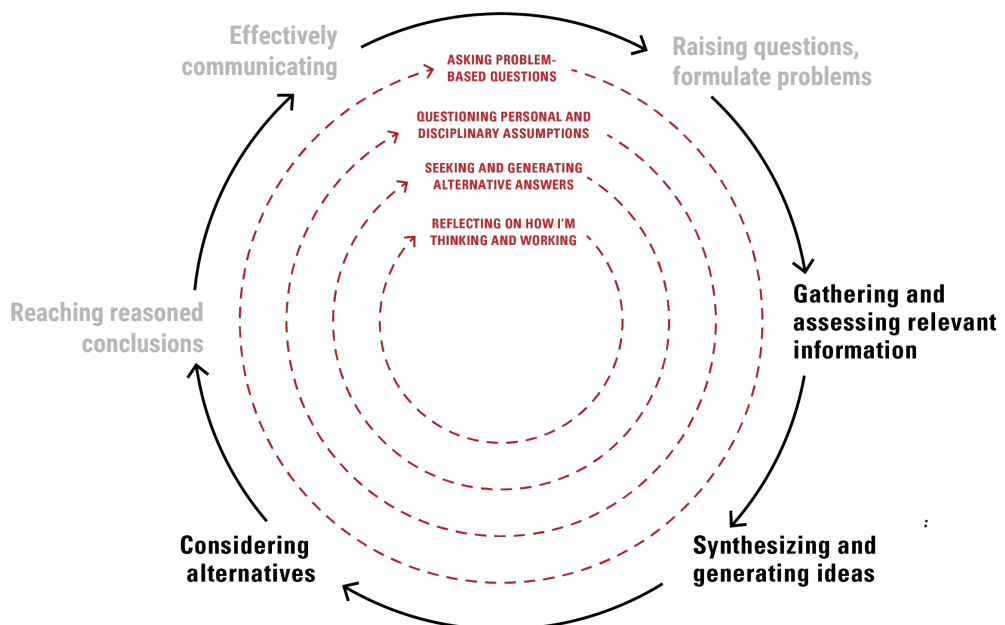 Effectively
communicating
Raising questions,
formulate problems
ASKING PROBLEM-
BASED QUESTIONS
QUESTIONING PERSONAL AND
DISCIPLINARY ASSUMPTIONS
SEEKING AND GENERATING
ALTERNATIVE ANSWERS
REFLECTING ON HOW I'M
THINKING AND WORKING
Gathering and
assessing relevant
information
Reaching reasoned
conclusions
Considering
alternatives
Synthesizing and
generating ideas
: